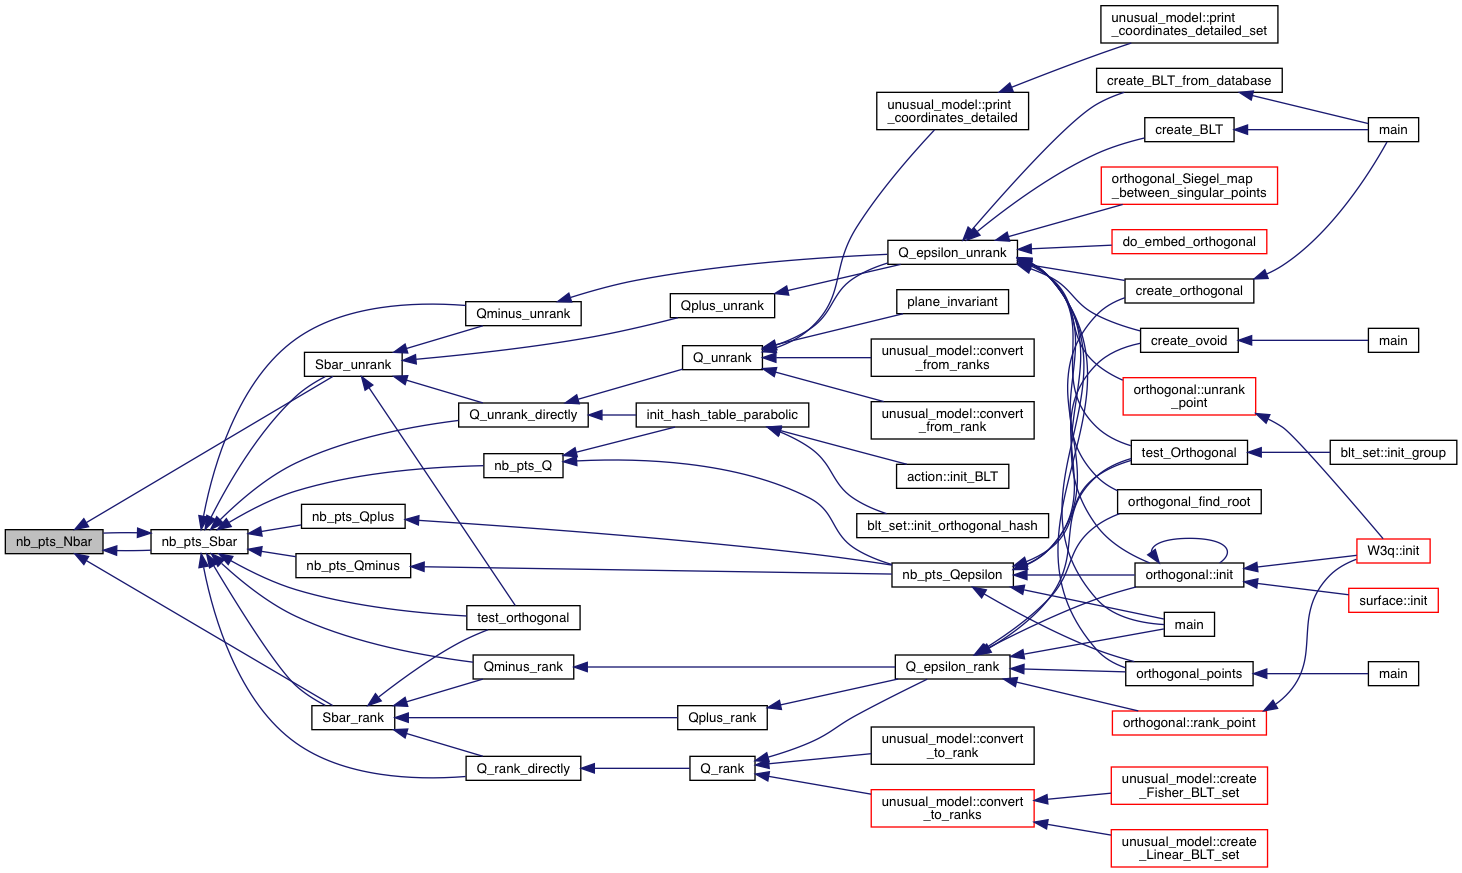 nb_pts_Nbar
nb_pts_Sbar
Qminus_unrank
Sbar_unrank
Q_unrank_directly
nb_pts_Q
nb_pts_Qplus
nb_pts_Qminus
test_orthogonal
Qminus_rank
Sbar_rank
Q_rank_directly
Qplus_unrank
Q_unrank
init_hash_table_parabolic
Qplus_rank
Q_rank
unusual_model::print
_coordinates_detailed
Q_epsilon_unrank
plane_invariant
unusual_model::convert
_from_ranks
unusual_model::convert
_from_rank
action::init_BLT
blt_set::init_orthogonal_hash
nb_pts_Qepsilon
Q_epsilon_rank
unusual_model::convert
_to_rank
unusual_model::convert
_to_ranks
unusual_model::print
_coordinates_detailed_set
create_BLT_from_database
create_BLT
orthogonal_Siegel_map
_between_singular_points
do_embed_orthogonal
create_orthogonal
create_ovoid
orthogonal::unrank
_point
test_Orthogonal
orthogonal_find_root
orthogonal::init
main
orthogonal_points
orthogonal::rank_point
unusual_model::create
_Fisher_BLT_set
unusual_model::create
_Linear_BLT_set
main
main
blt_set::init_group
W3q::init
surface::init
main